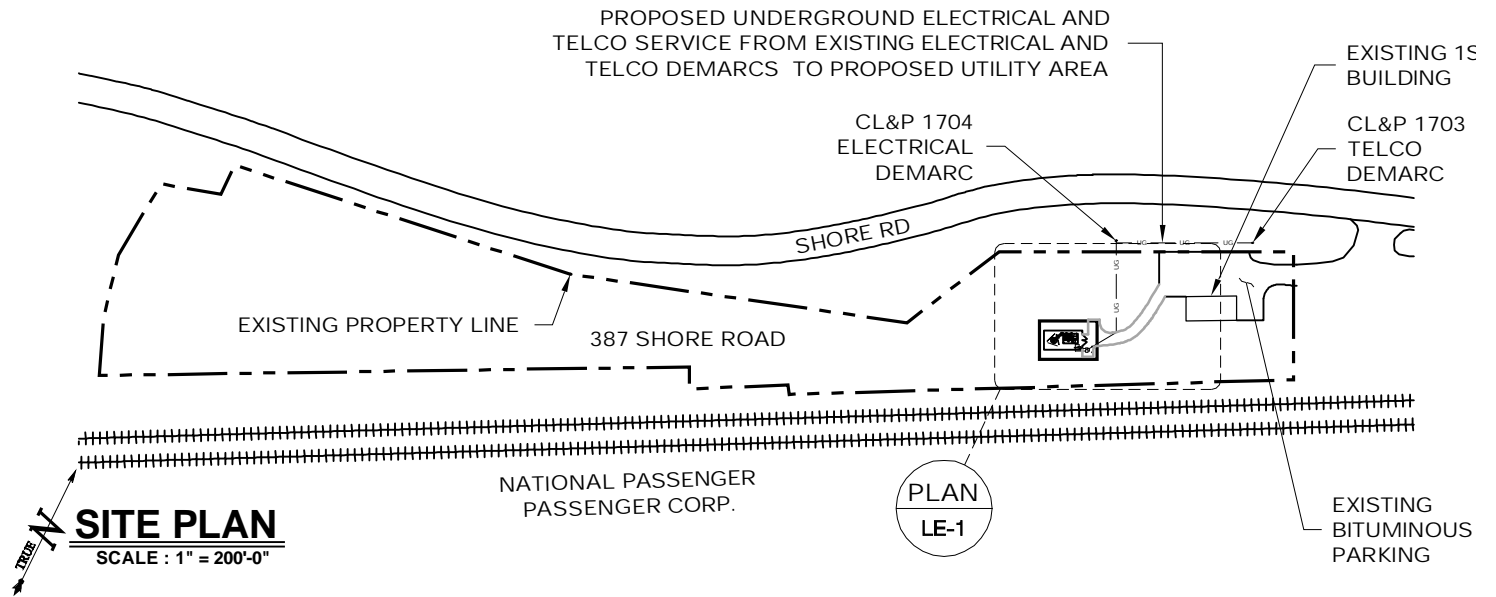 PROPOSED UNDERGROUND ELECTRICAL AND
TELCO SERVICE FROM EXISTING ELECTRICAL AND
TELCO DEMARCS TO PROPOSED UTILITY AREA
EXISTING 1S
BUILDING
CL&P 1704
ELECTRICAL
DEMARC
CL&P 1703
TELCO
DEMARC
SHORE RD
UG
UG
UG
UG
UG
EXISTING PROPERTY LINE
387 SHORE ROAD
NATIONAL PASSENGER
PASSENGER CORP.
PLAN
LE-1
EXISTING
BITUMINOUS
PARKING
TRUE
N
SITE PLAN
SCALE : 1" = 200'-0"